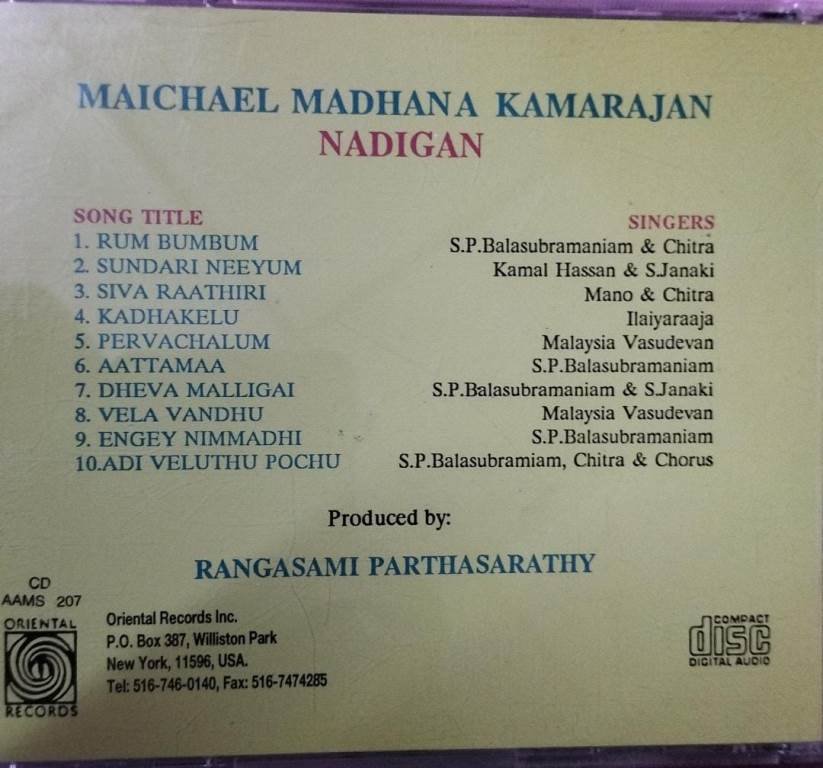 MAICHAEL MADHANA KAMARAJAN
NADIGAN
SONG TITLE SINGERS
1. RUM BUMBUM S.P.Balasubramaniam & Chitra
2. SUNDARI NEEYUM Kamal Hassan & S.Janaki
3. SIVA RAATHIRI Mano & Chitra
4. KADHAKELU Ilaiyaraaja
5. PERVACHALUM Malaysia Vasudevan
6. AATTAMAA S.P.Balasubramaniam
7. DHEVA MALLIGAI S.P.Balasubramaniam & S.Janaki
8. VELA VANDHU Malaysia Vasudevan
9. ENGEY NIMMADHI S.P.Balasubramaniam
10.ADI VELUTHU POCHU S.P.Balasubramiam, Chitra & Chorus
Produced by:
RANGASAMI PARTHASARATHY
CD
AAMS 207
ORIENTAL
RECORDS
Oriental Records Inc.
P.O. Box 387, Williston Park
New York, 11596, USA.
Tel: 516-746-0140, Fax: 516-7474285
COMPACT
disc
DIGITAL AUDIO